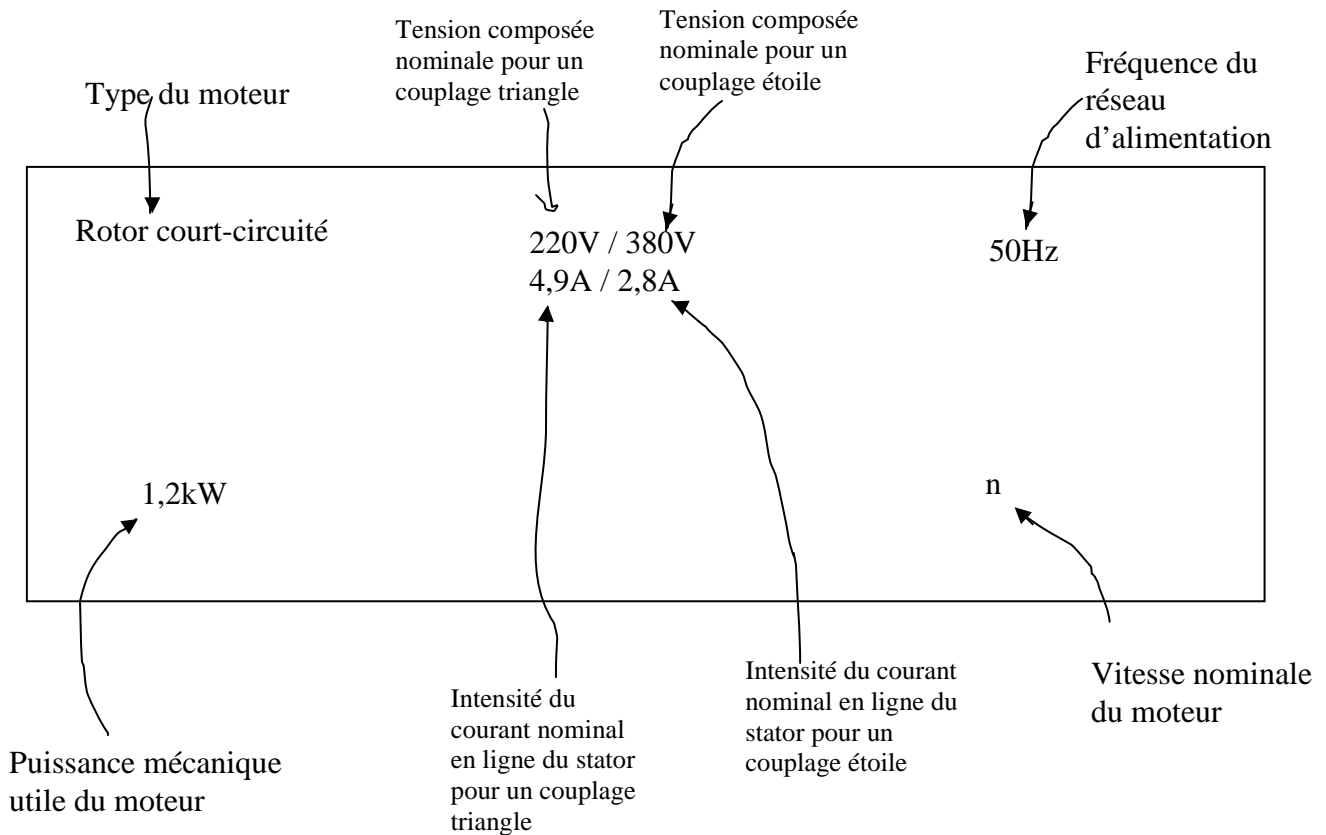 Tension composée
nominale pour un
couplage triangle
Tension composée
nominale pour un
couplage étoile
Type du moteur
Fréquence du
réseau
d’alimentation
Rotor court-circuité
220V / 380V
4,9A / 2,8A
50Hz
1,2kW
n
Puissance mécanique
utile du moteur
Intensité du
courant nominal
en ligne du stator
pour un couplage
triangle
Intensité du courant
nominal en ligne du
stator pour un
couplage étoile
Vitesse nominale
du moteur